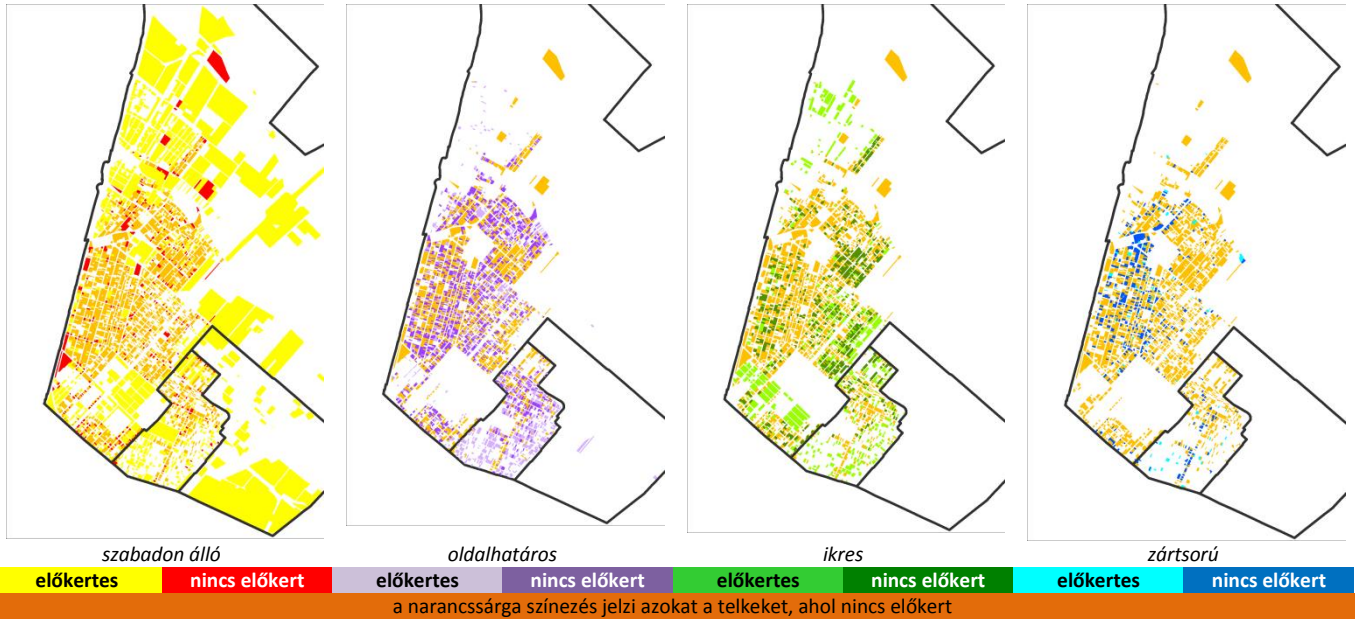 szabadon álló oldalhatáros ikres zártsorú
előkertes nincs előkert előkertes nincs előkert előkertes nincs előkert előkertes nincs előkert
a narancssárga színezés jelzi azokat a telkeket, ahol nincs előkert